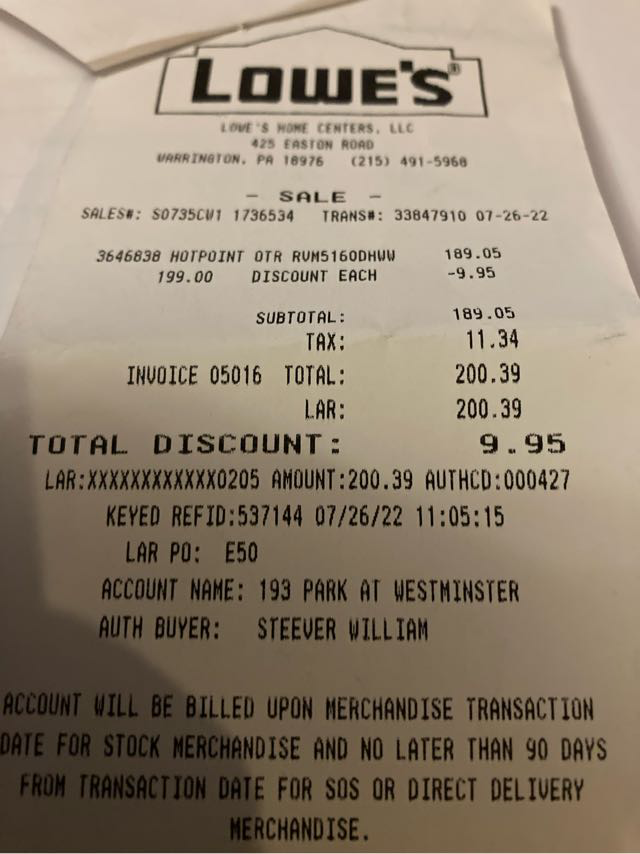 LOWE'S®
LOWE'S HOME CENTERS, LLC
425 EASTON ROAD
WARRINGTON, PA 18976 (215) 491-5968
- SALE -
SALES#: S0735CW1 1736534 TRANS#: 33847910 07-26-22
3646838 HOTPOINT OTR RVM5160DHWW 189.05
199.00 DISCOUNT EACH -9.95
SUBTOTAL: 189.05
TAX: 11.34
INVOICE 05016 TOTAL: 200.39
LAR: 200.39
TOTAL DISCOUNT: 9.95
LAR:XXXXXXXXXXXX0205 AMOUNT:200.39 AUTHCD:000427
KEYED REFID:537144 07/26/22 11:05:15
LAR PO: E50
ACCOUNT NAME: 193 PARK AT WESTMINSTER
AUTH BUYER: STEEVER WILLIAM
ACCOUNT WILL BE BILLED UPON MERCHANDISE TRANSACTION
DATE FOR STOCK MERCHANDISE AND NO LATER THAN 90 DAYS
FROM TRANSACTION DATE FOR SOS OR DIRECT DELIVERY
MERCHANDISE.